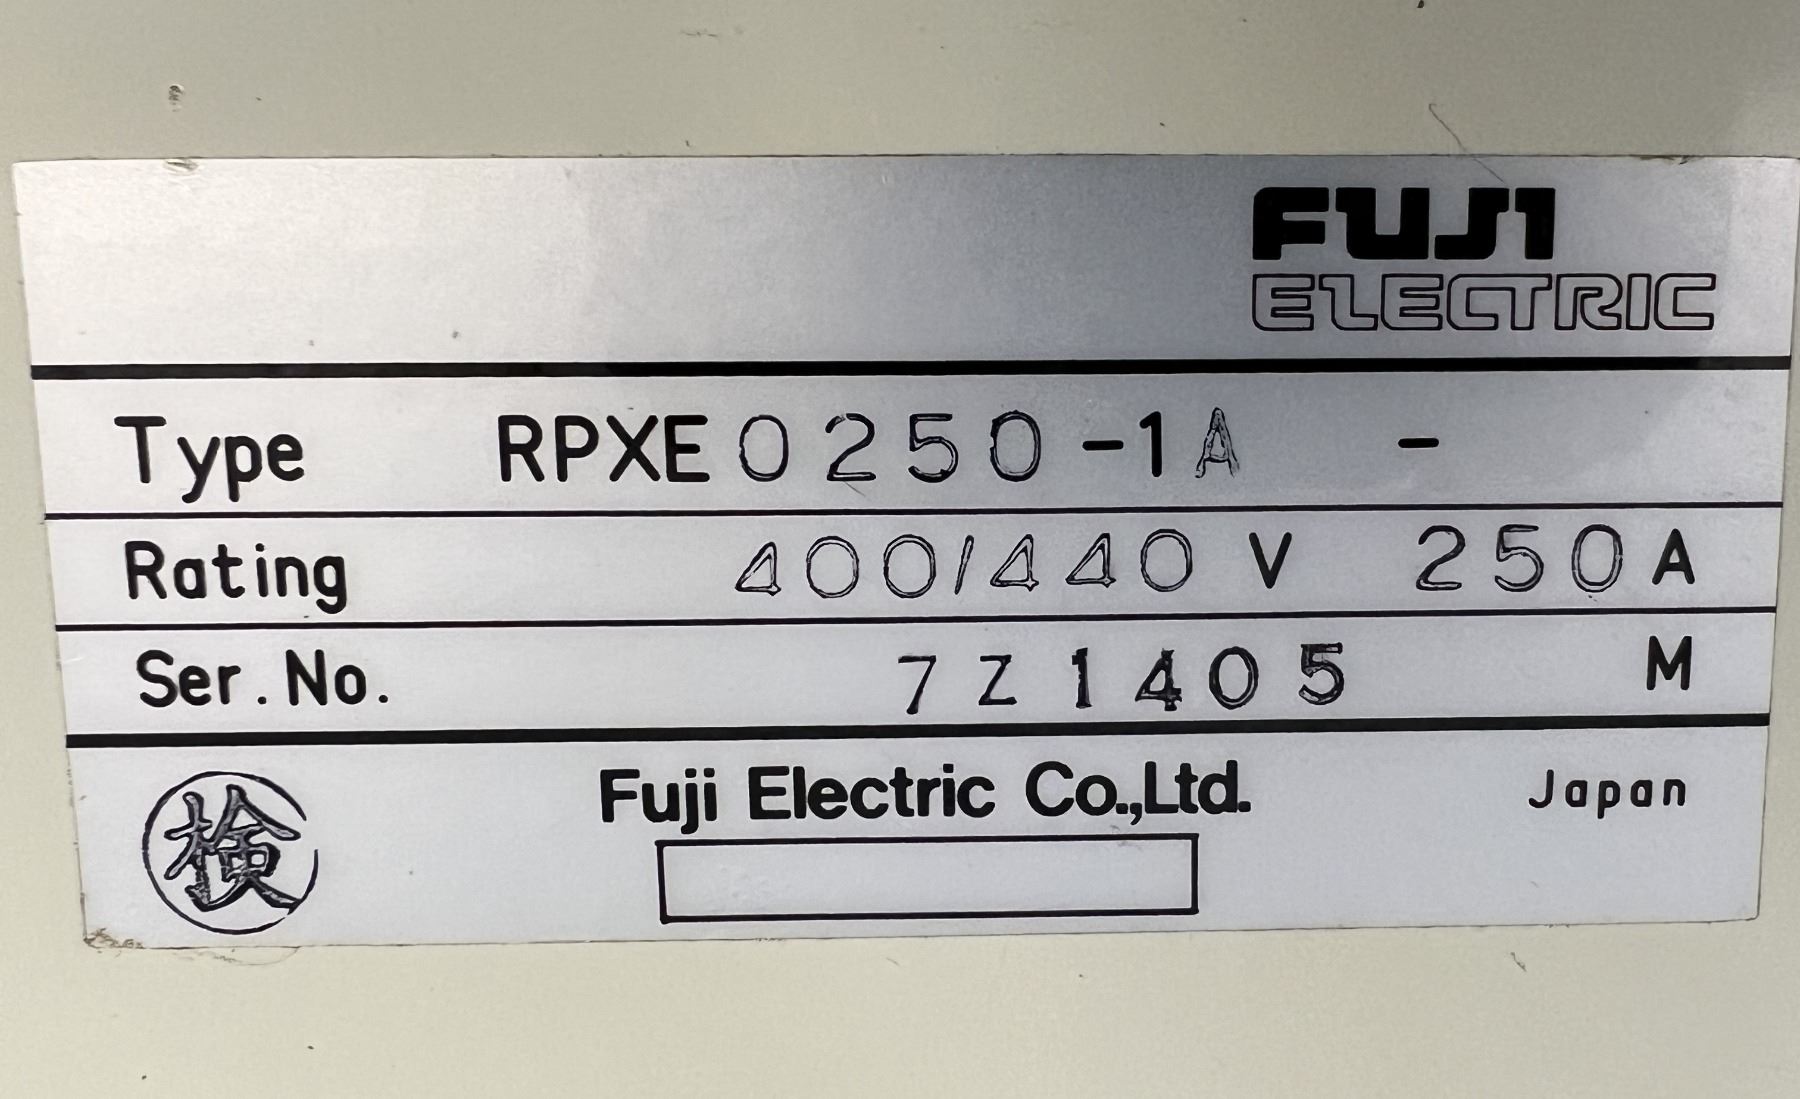 FUJI
ELECTRIC
Type RPXE 0250 -1A -
Rating 400/440 V 250 A
Ser. No. 7Z1405 M
Fuji Electric Co.,Ltd. Japan
検